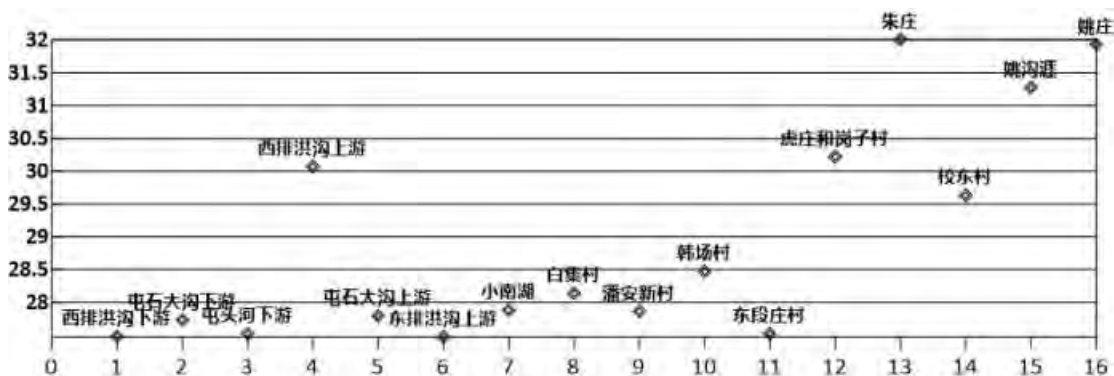 朱庄
姚庄
32
31.5
姚沟涯
31
30.5
西排洪沟上游
虎庄和岗子村
30
校东村
29.5
29
韩场村
28.5
白集村
屯石大沟下游
屯石大沟上游
小南湖
潘安新村
28
西排洪沟下游
屯头河下游
东排洪沟上游
东段庄村
0 1 2 3 4 5 6 7 8 9 10 11 12 13 14 15 16